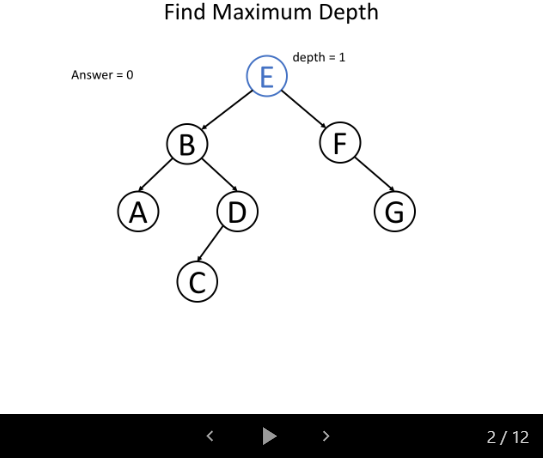 Find Maximum Depth
depth = 1
Answer = 0
E
B
F
A
D
G
C
2 / 12